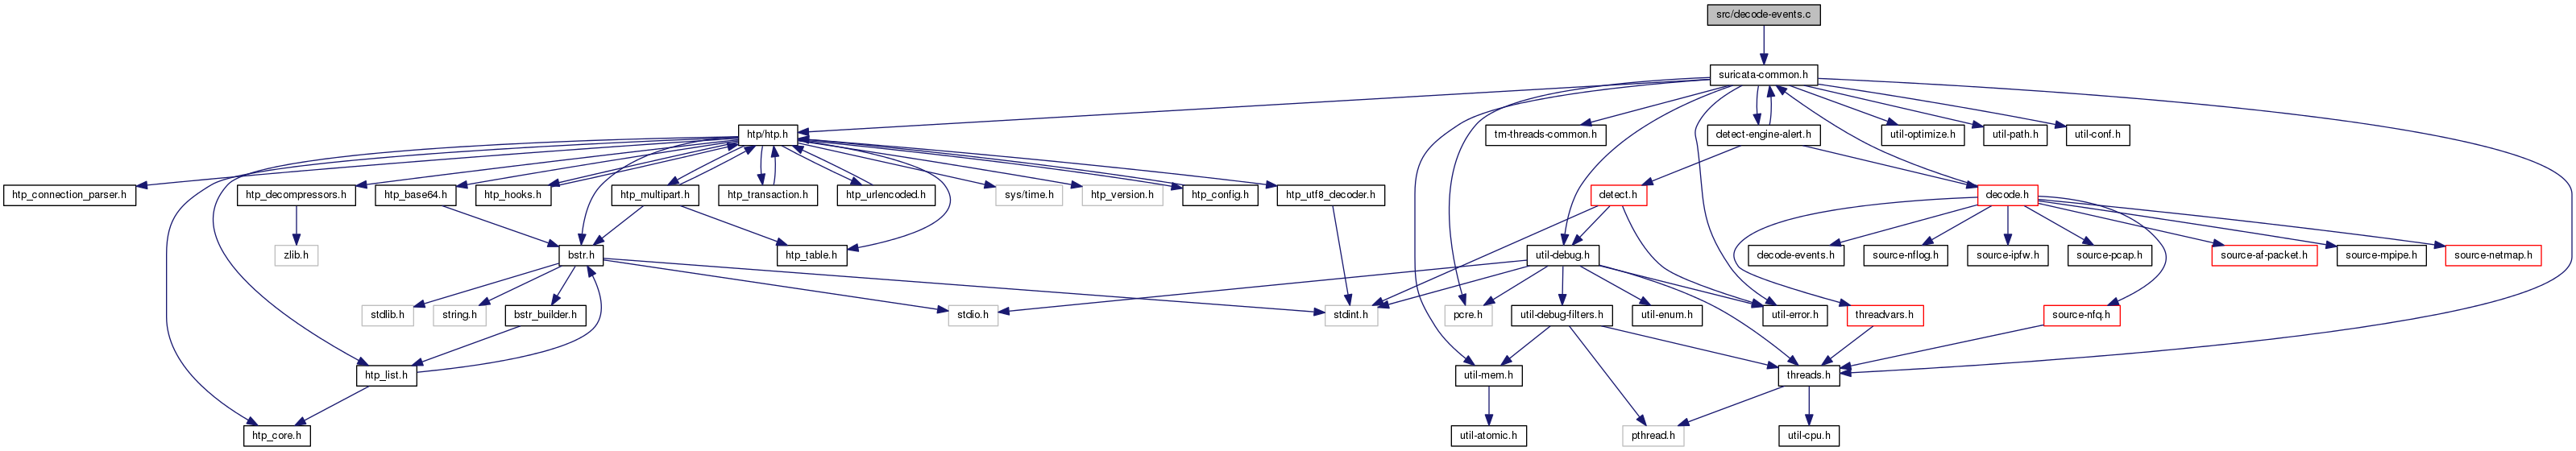 src/decode-events.c
suricata-common.h
htp/htp.h
tm-threads-common.h
detect-engine-alert.h
util-optimize.h
util-path.h
util-conf.h
htp_connection_parser.h
htp_decompressors.h
htp_base64.h
htp_hooks.h
htp_multipart.h
htp_transaction.h
htp_urlencoded.h
sys/time.h
htp_version.h
htp_config.h
htp_utf8_decoder.h
detect.h
decode.h
zlib.h
bstr.h
htp_table.h
util-debug.h
decode-events.h
source-nflog.h
source-ipfw.h
source-pcap.h
source-af-packet.h
source-mpipe.h
source-netmap.h
stdlib.h
string.h
bstr_builder.h
stdio.h
stdint.h
pcre.h
util-debug-filters.h
util-enum.h
util-error.h
threadvars.h
source-nfq.h
htp_list.h
util-mem.h
threads.h
htp_core.h
util-atomic.h
pthread.h
util-cpu.h